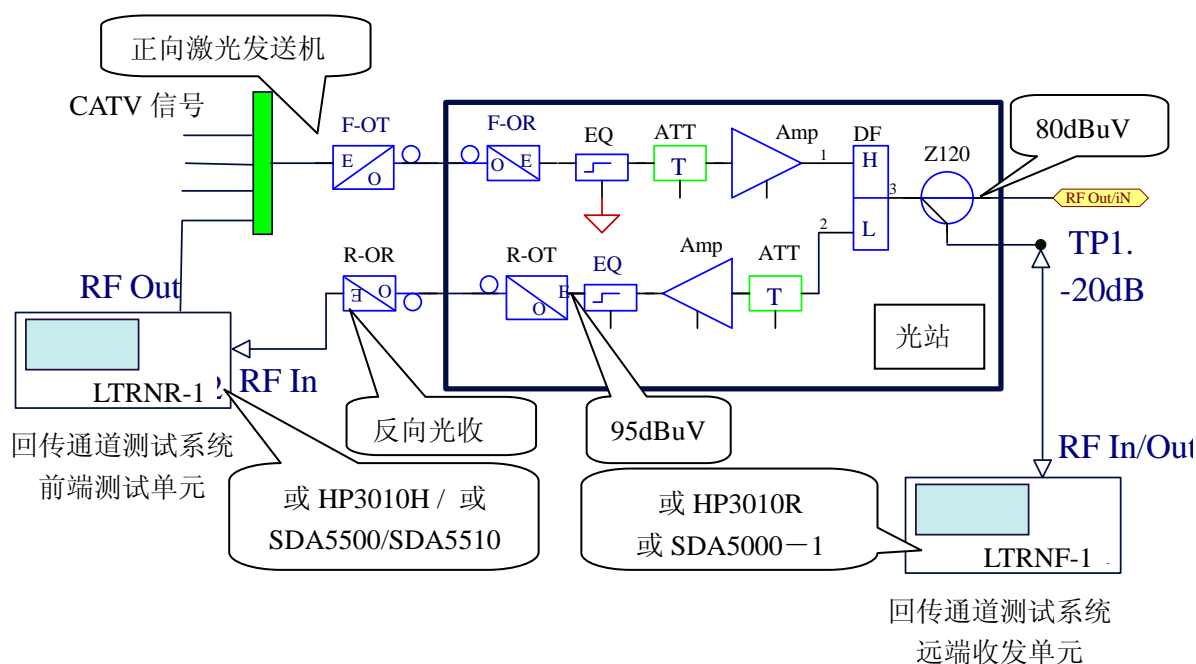 正向激光发送机
CATV 信号
F-OT
F-OR
EQ
ATT
Amp
DF
80dBuV
E
O
O
E
T
1
H
Z120
3
RF Out/iN
L
2
TP1.
-20dB
R-OR
R-OT
EQ
Amp
ATT
E
O
E
O
T
RF Out
光站
LTRNR-1
RF In
反向光收
95dBuV
RF In/Out
回传通道测试系统
前端测试单元
或 HP3010H / 或
SDA5500/SDA5510
或 HP3010R
或 SDA5000－1
LTRNF-1
回传通道测试系统
远端收发单元